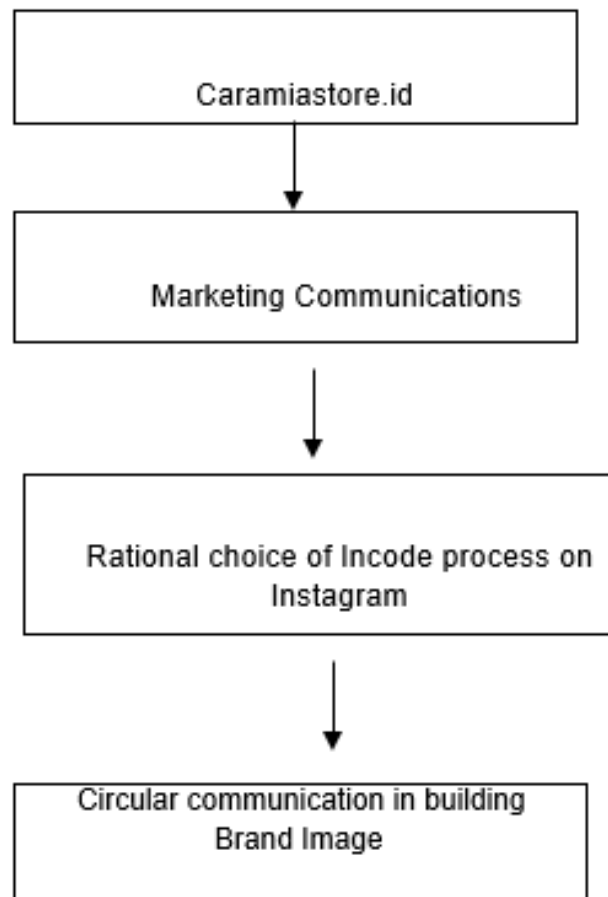 Caramiastore.id
Marketing Communications
Rational choice of Incode process on
Instagram
Circular communication in building
Brand Image